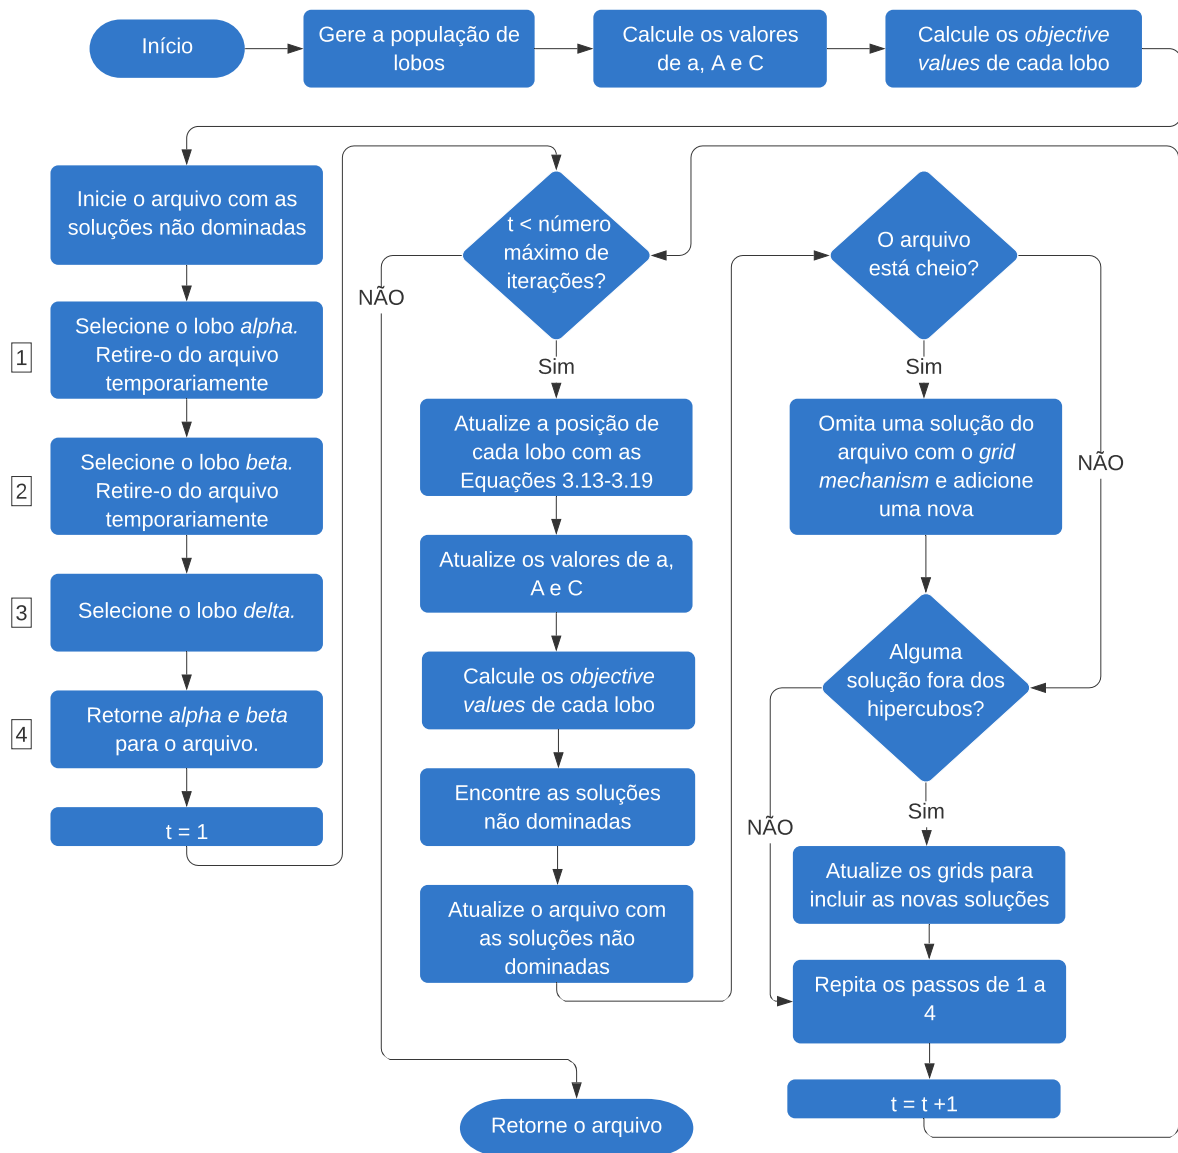 Início
Gere a população de
lobos
Calcule os valores
de a, A e C
Calcule os objective
values de cada lobo
Inicie o arquivo com as
soluções não dominadas
1
Selecione o lobo alpha.
Retire-o do arquivo
temporariamente
2
Selecione o lobo beta.
Retire-o do arquivo
temporariamente
3
Selecione o lobo delta.
4
Retorne alpha e beta
para o arquivo.
t = 1
t < número
máximo de
iterações?
NÃO
Sim
Atualize a posição de
cada lobo com as
Equações 3.13-3.19
Atualize os valores de a,
A e C
Calcule os objective
values de cada lobo
Encontre as soluções
não dominadas
Atualize o arquivo com
as soluções não
dominadas
Retorne o arquivo
O arquivo
está cheio?
Sim
NÃO
Omita uma solução do
arquivo com o grid
mechanism e adicione
uma nova
Alguma
solução fora dos
hipercubos?
NÃO
Sim
Atualize os grids para
incluir as novas soluções
Repita os passos de 1 a
4
t = t +1